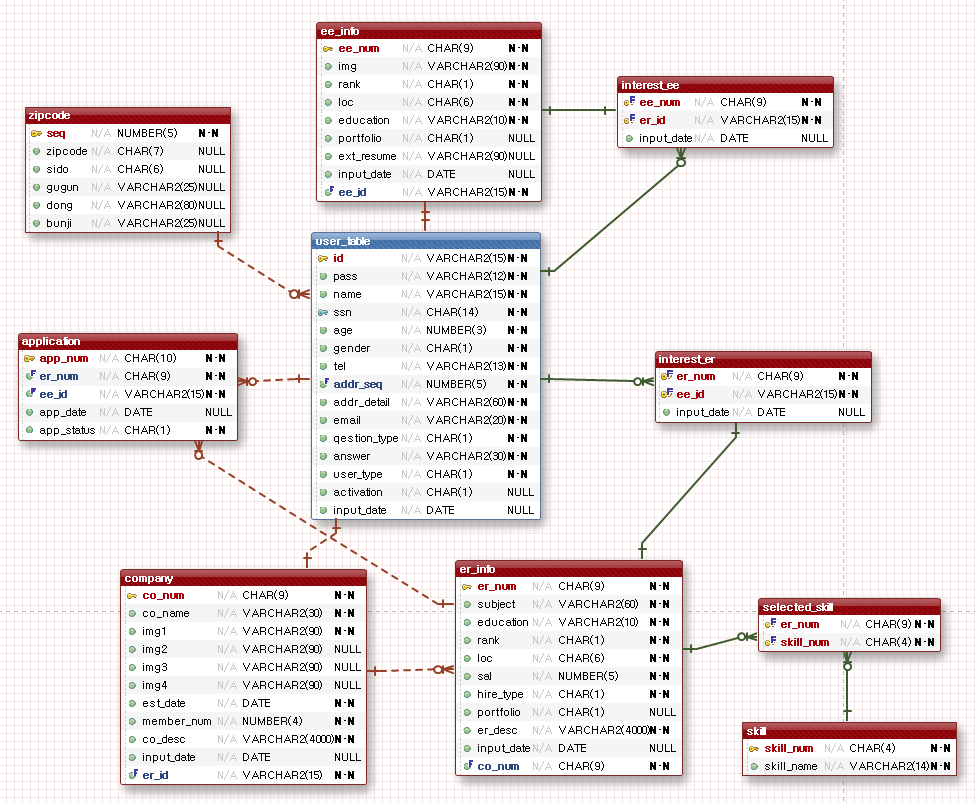 ee_info
ee_num N/A CHAR(9) N-N
img N/A VARCHAR2(90) N-N
rank N/A CHAR(1) N-N
loc N/A CHAR(6) N-N
education N/A VARCHAR2(10) N-N
portfolio N/A CHAR(1) NULL
ext_resume N/A VARCHAR2(90) NULL
input_date N/A DATE NULL
ee_id N/A VARCHAR2(15) N-N
interest_ee
ee_num N/A CHAR(9) N-N
er_id N/A VARCHAR2(15) N-N
input_date N/A DATE NULL
zipcode
seq N/A NUMBER(5) N-N
zipcode N/A CHAR(7) NULL
sido N/A CHAR(6) NULL
gugun N/A VARCHAR2(25) NULL
dong N/A VARCHAR2(80) NULL
bunji N/A VARCHAR2(25) NULL
user_table
id N/A VARCHAR2(15) N-N
pass N/A VARCHAR2(12) N-N
name N/A VARCHAR2(15) N-N
ssn N/A CHAR(14) N-N
age N/A NUMBER(3) N-N
gender N/A CHAR(1) N-N
tel N/A VARCHAR2(13) N-N
addr_seq N/A NUMBER(5) N-N
addr_detail N/A VARCHAR2(60) N-N
email N/A VARCHAR2(20) N-N
qestion_type N/A CHAR(1) N-N
answer N/A VARCHAR2(30) N-N
user_type N/A CHAR(1) N-N
activation N/A CHAR(1) NULL
input_date N/A DATE NULL
application
app_num N/A CHAR(10) N-N
er_num N/A CHAR(9) N-N
ee_id N/A VARCHAR2(15) N-N
app_date N/A DATE NULL
app_status N/A CHAR(1) N-N
interest_er
er_num N/A CHAR(9) N-N
ee_id N/A VARCHAR2(15) N-N
input_date N/A DATE NULL
company
co_num N/A CHAR(9) N-N
co_name N/A VARCHAR2(30) N-N
img1 N/A VARCHAR2(90) N-N
img2 N/A VARCHAR2(90) NULL
img3 N/A VARCHAR2(90) NULL
img4 N/A VARCHAR2(90) NULL
est_date N/A DATE N-N
member_num N/A NUMBER(4) N-N
co_desc N/A VARCHAR2(4000) N-N
input_date N/A DATE NULL
er_id N/A VARCHAR2(15) N-N
er_info
er_num N/A CHAR(9) N-N
subject N/A VARCHAR2(60) N-N
education N/A VARCHAR2(10) N-N
rank N/A CHAR(1) N-N
loc N/A CHAR(6) N-N
sal N/A NUMBER(5) N-N
hire_type N/A CHAR(1) N-N
portfolio N/A CHAR(1) NULL
er_desc N/A VARCHAR2(4000) N-N
input_date N/A DATE NULL
co_num N/A CHAR(9) N-N
selected_skill
er_num N/A CHAR(9) N-N
skill_num N/A CHAR(4) N-N
skill
skill_num N/A CHAR(4) N-N
skill_name N/A VARCHAR2(14) N-N